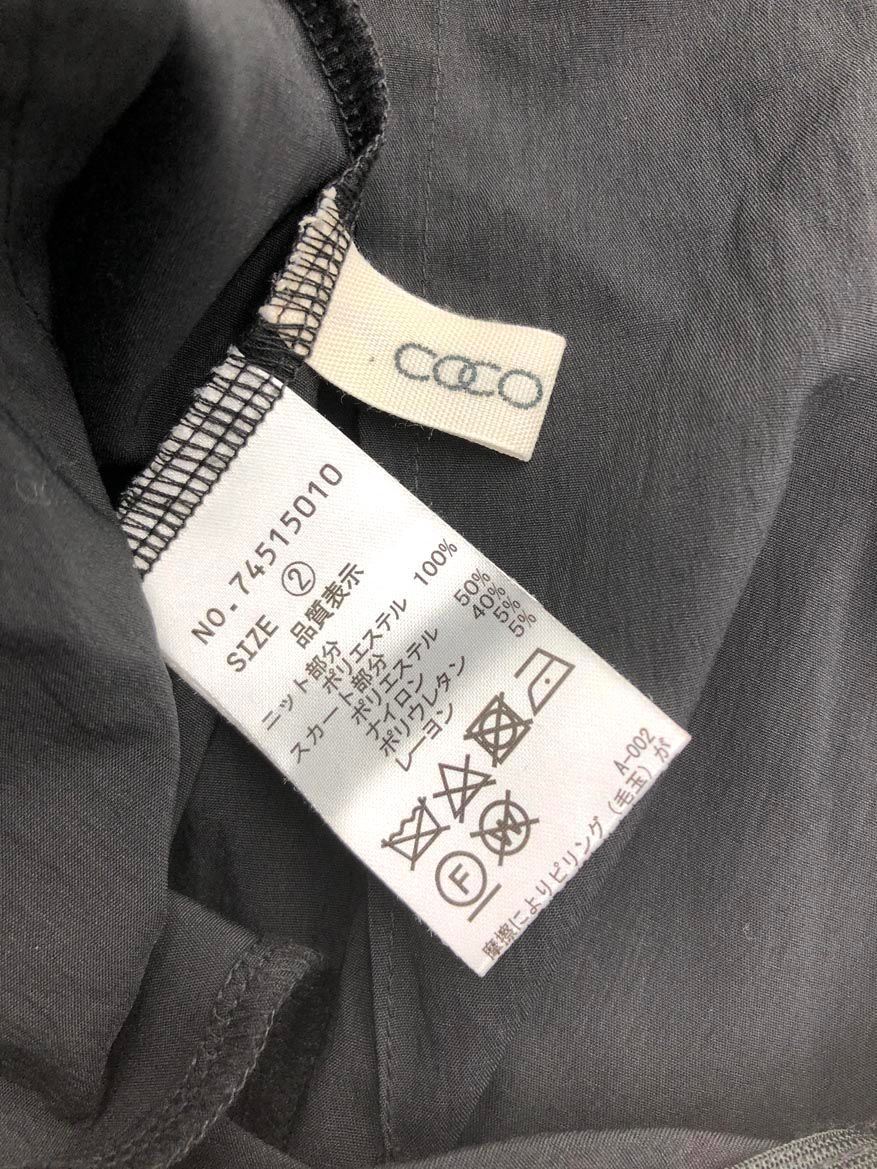 COCO
NO.74515010
SIZE ②
品質表示
ニット部分
ポリエステル 100%
スカート部分
ポリエステル 50%
ナイロン 40%
ポリウレタン 5%
レーヨン 5%
F
W
A-002
摩擦によりピリング(毛玉)が